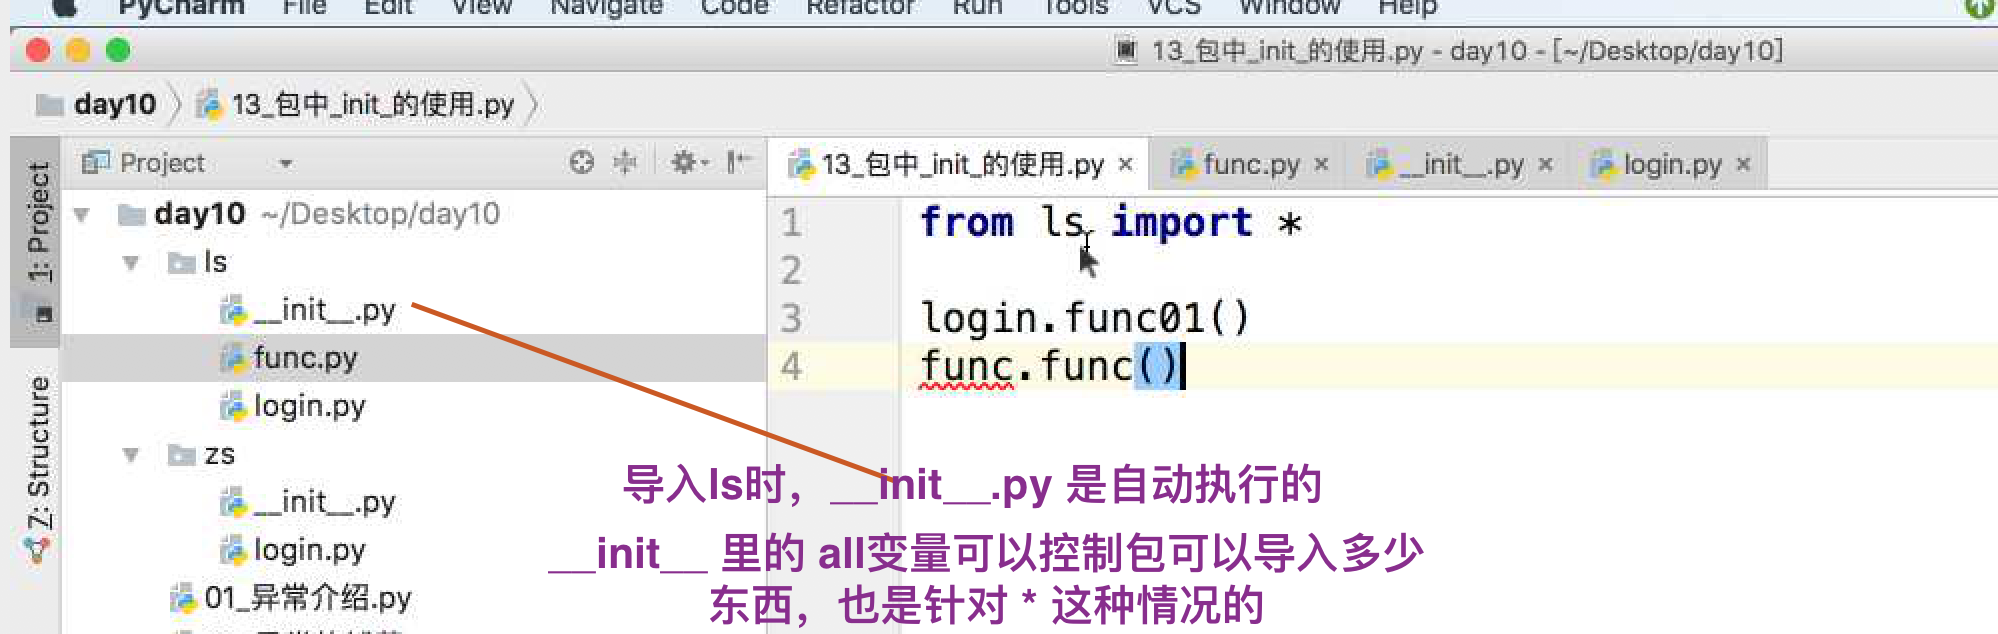 PyCharm File Edit View Navigate Code Refactor Run Tools VCS Window Help
13_包中_init_的使用.py - day10 - [~/Desktop/day10]
day10 13_包中_init_的使用.py
1: Project
Z: Structure
Project
day10 ~/Desktop/day10
ls
__init__.py
func.py
login.py
zs
__init__.py
login.py
01_异常介绍.py
13_包中_init_的使用.py × func.py × __init__.py × login.py ×
1 from ls import *
2
3 login.func01()
4 func.func()
导入ls时，__init__.py 是自动执行的
__init__ 里的 all变量可以控制包可以导入多少
东西，也是针对 * 这种情况的